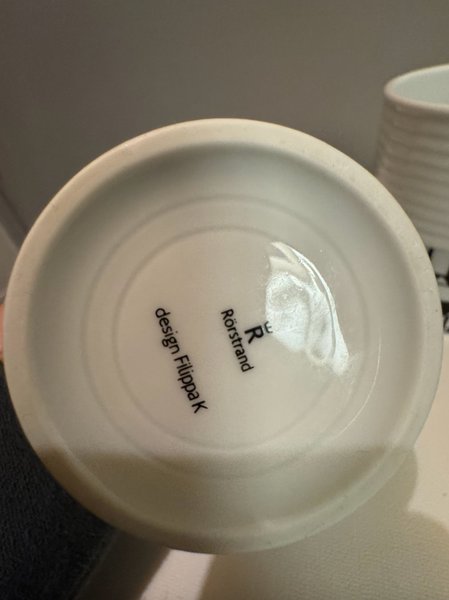 R
Rörstrand
design Filippa K